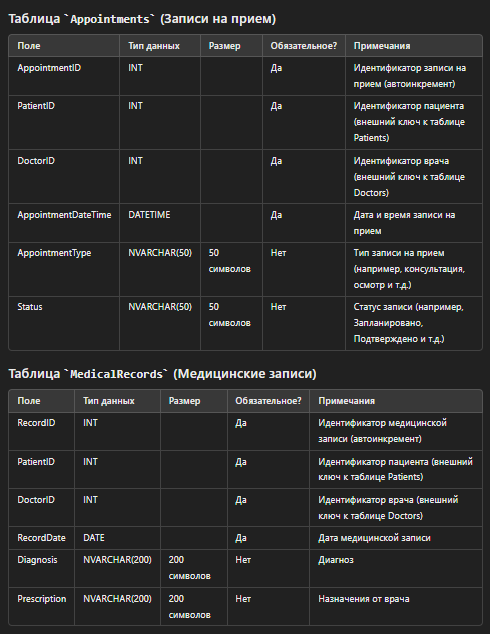 Таблица `Appointments` (Записи на прием)
Поле Тип данных Размер Обязательное? Примечания
AppointmentID INT Да Идентификатор записи на
прием (автоинкремент)
PatientID INT Да Идентификатор пациента
(внешний ключ к таблице
Patients)
DoctorID INT Да Идентификатор врача
(внешний ключ к таблице
Doctors)
AppointmentDateTime DATETIME Да Дата и время записи на
прием
AppointmentType NVARCHAR(50) 50 Нет Тип записи на прием
символов (например, консультация,
осмотр и т.д.)
Status NVARCHAR(50) 50 Нет Статус записи (например,
символов Запланировано,
Подтверждено и т.д.)
Таблица `MedicalRecords` (Медицинские записи)
Поле Тип данных Размер Обязательное? Примечания
RecordID INT Да Идентификатор медицинской
записи (автоинкремент)
PatientID INT Да Идентификатор пациента (внешний
ключ к таблице Patients)
DoctorID INT Да Идентификатор врача (внешний
ключ к таблице Doctors)
RecordDate DATE Да Дата медицинской записи
Diagnosis NVARCHAR(200) 200 Нет Диагноз
символов
Prescription NVARCHAR(200) 200 Нет Назначения от врача
символов